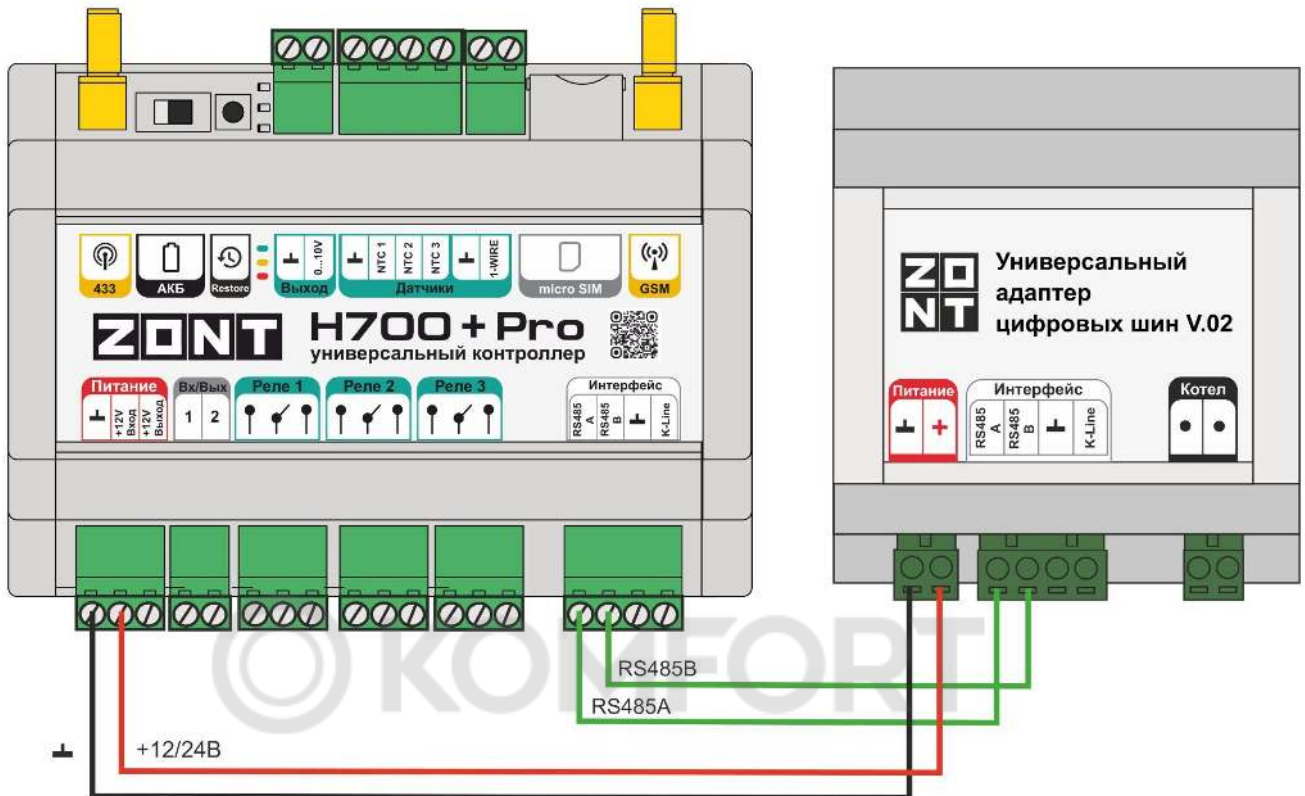 433
АКБ
Restore
0...10V
Выход
NTC 1
NTC 2
NTC 3
1-WIRE
Датчики
micro SIM
GSM
ZONT H700+Pro
универсальный контроллер
Питание
+12V Вход
+12V Выход
Вх/Вых
1 2
Реле 1
Реле 2
Реле 3
Интерфейс
RS485 A
RS485 B
K-Line
ZONT
Универсальный
адаптер
цифровых шин V.02
Питание
+
Интерфейс
RS485 A
RS485 B
K-Line
Котел
KOMFORT
RS485B
RS485A
+12/24В